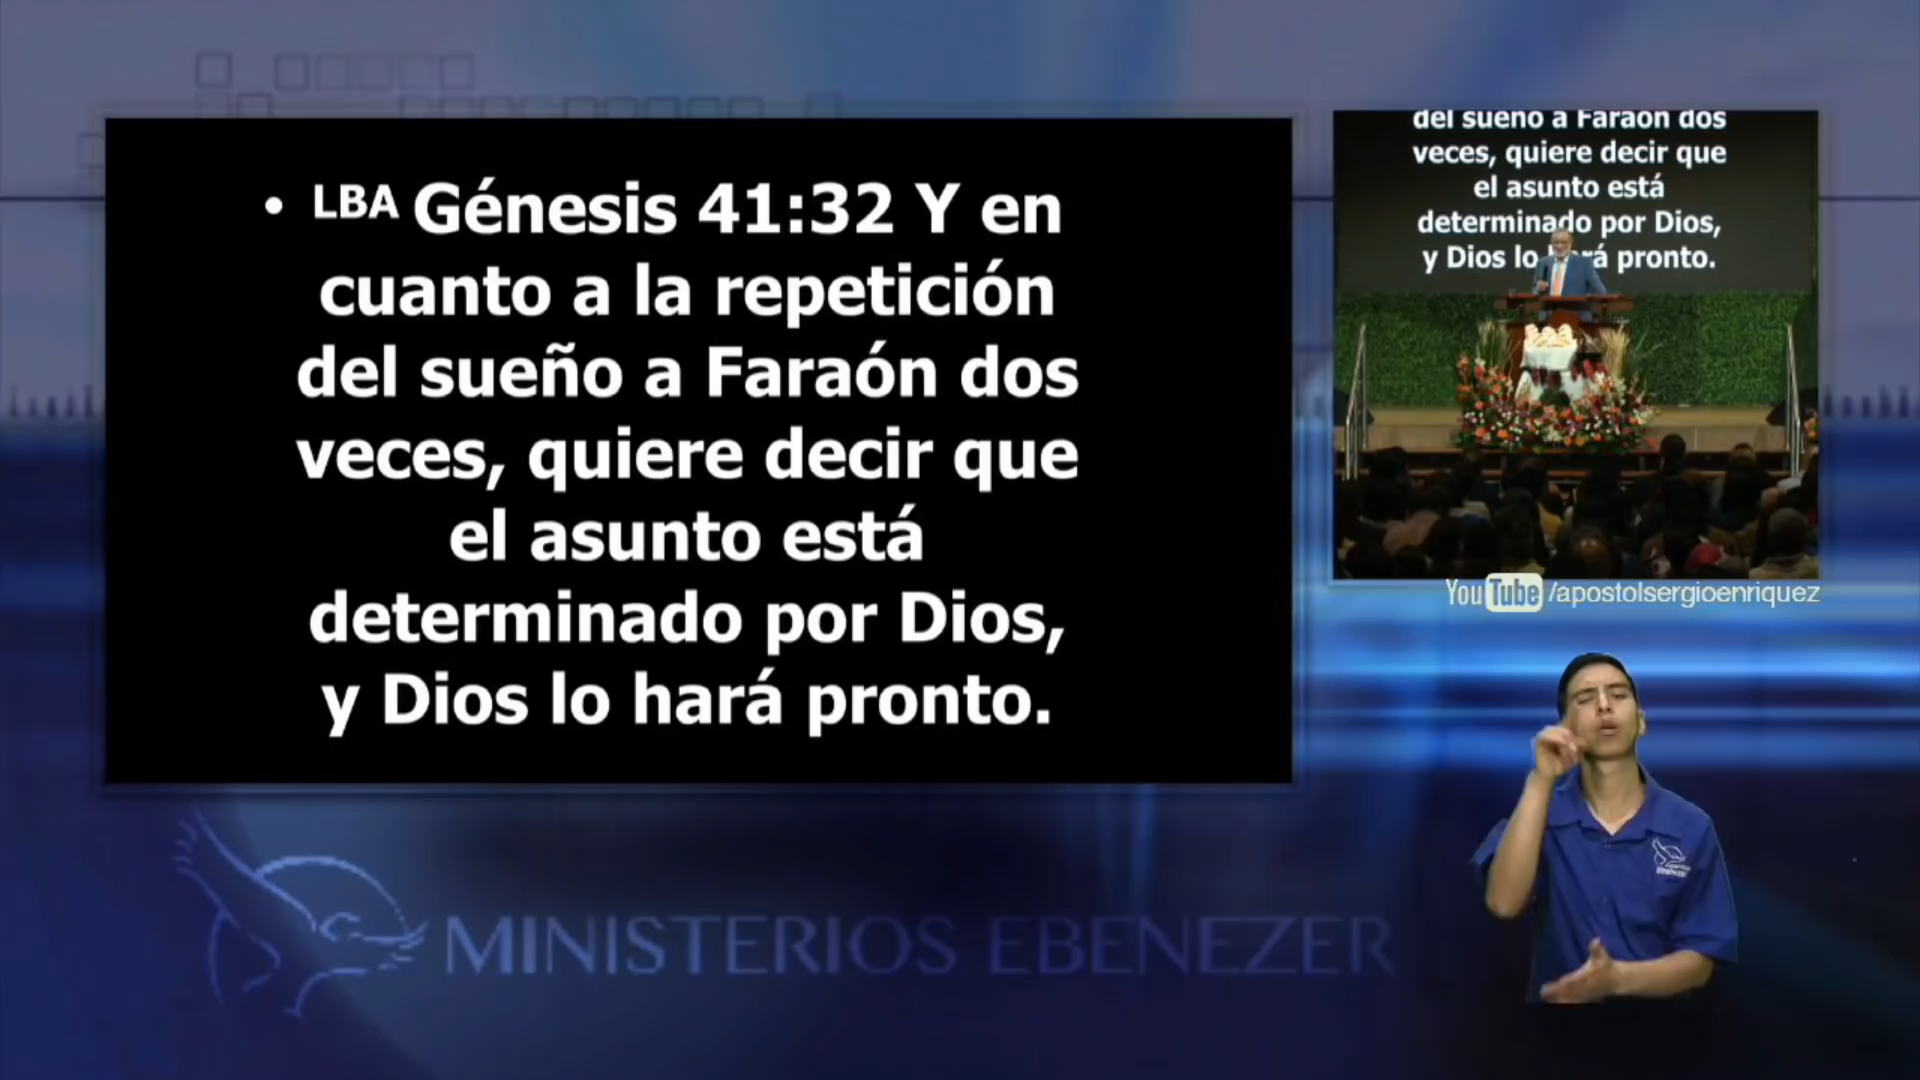 • LBA Génesis 41:32 Y en
cuanto a la repetición
del sueño a Faraón dos
veces, quiere decir que
el asunto está
determinado por Dios,
y Dios lo hará pronto.
del sueño a Faraón dos
veces, quiere decir que
el asunto está
determinado por Dios,
y Dios lo rá pronto.
YouTube /apostolsergioenriquez
MINISTERIOS EBENEZER